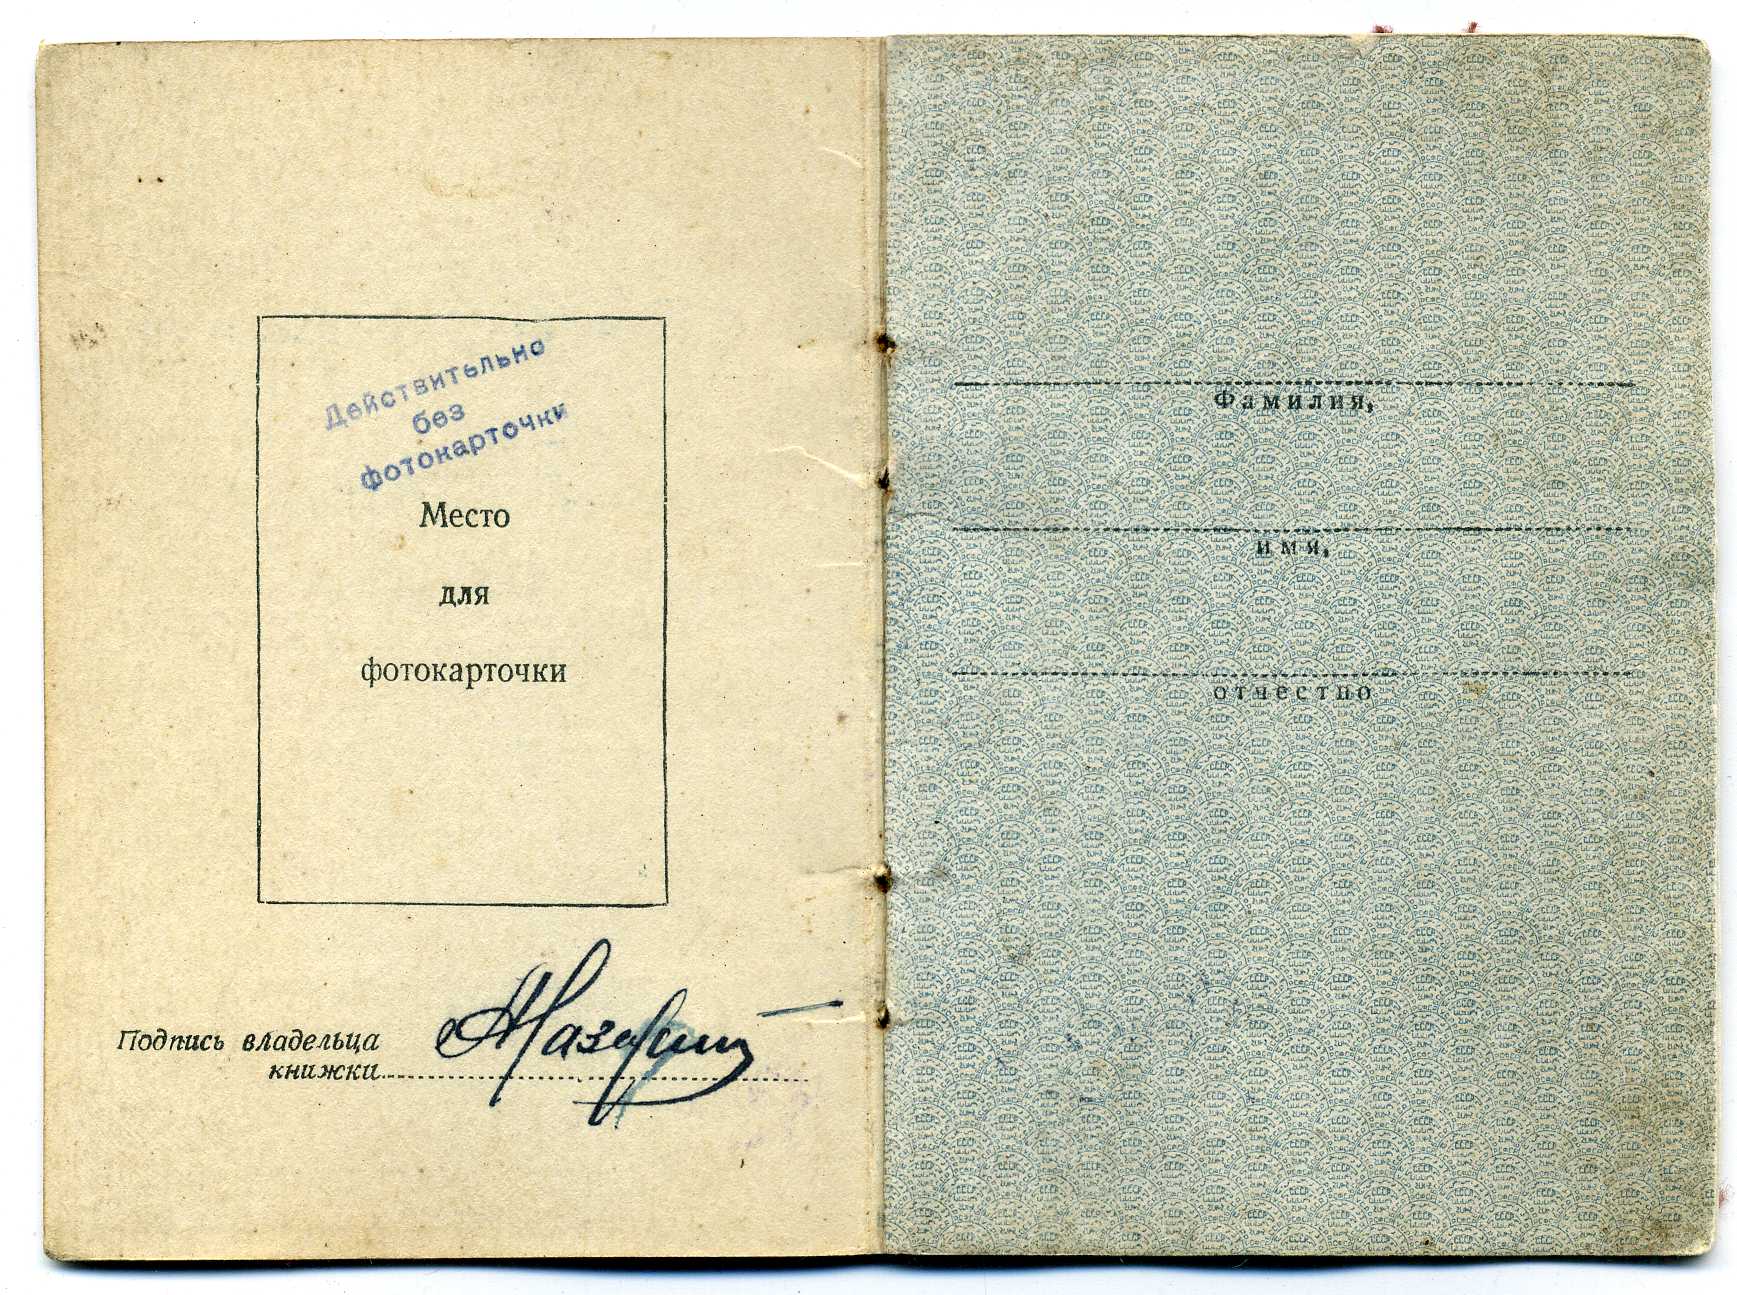 Действительно
без
фотокарточки
Место
для
фотокарточки
Подпись владельца
книжки
Фамилия,
имя,
отчество